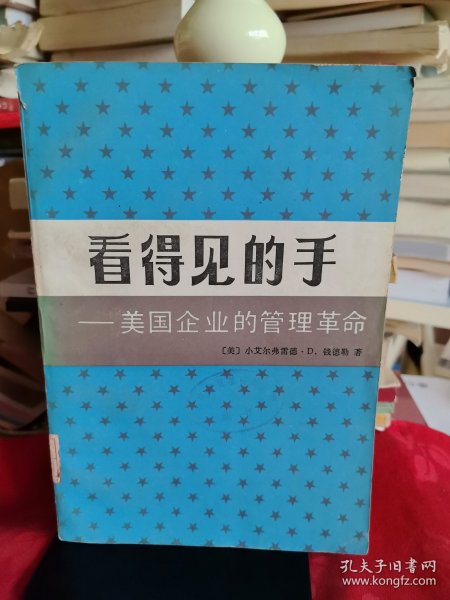 看得见的手
——美国企业的管理革命
〔美〕小艾尔弗雷德·D．钱德勒 著
孔夫子旧书网
www.kongfz.com